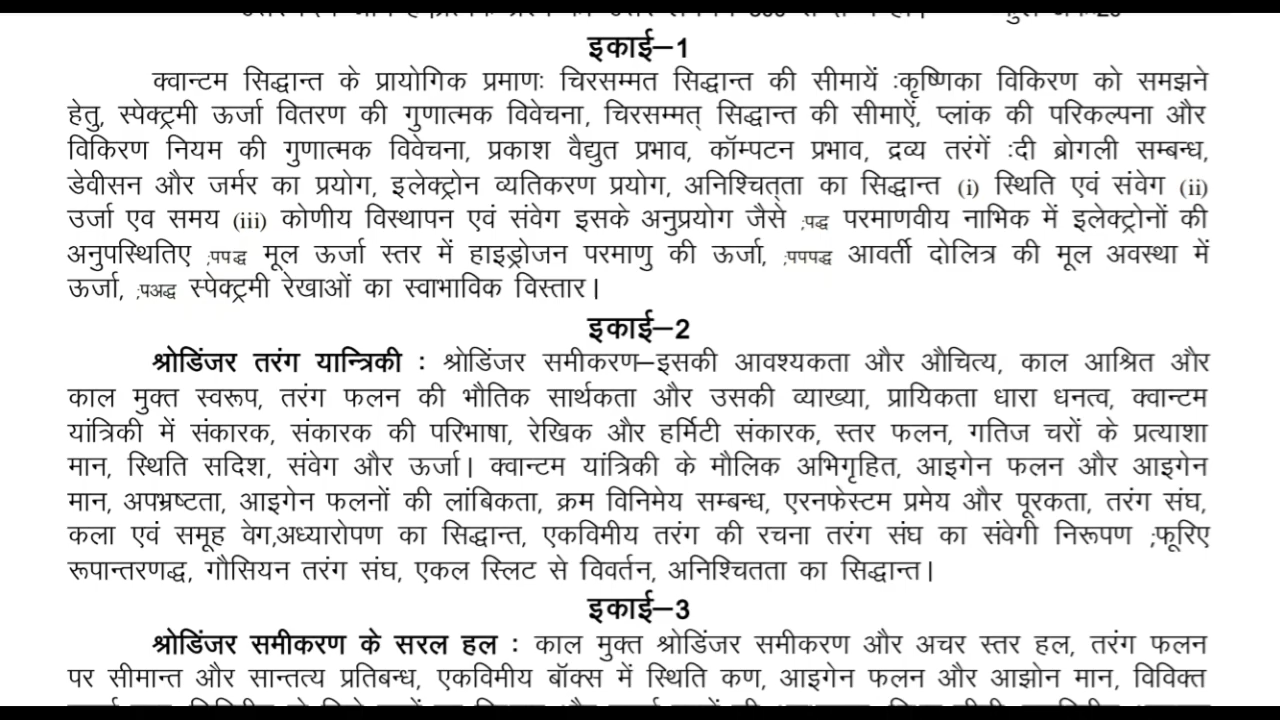 इकाई–1
क्वान्टम सिद्धान्त के प्रायोगिक प्रमाणः चिरसम्मत सिद्धान्त की सीमायें :कृष्णिका विकिरण को समझने
हेतु, स्पेक्ट्रमी ऊर्जा वितरण की गुणात्मक विवेचना, चिरसम्मत् सिद्धान्त की सीमाऐं, प्लांक की परिकल्पना और
विकिरण नियम की गुणात्मक विवेचना, प्रकाश वैद्युत प्रभाव, कॉम्पटन प्रभाव, द्रव्य तरंगें :दी ब्रोगली सम्बन्ध,
डेवीसन और जर्मर का प्रयोग, इलेक्ट्रोन व्यतिकरण प्रयोग, अनिश्चित्ता का सिद्धान्त (i) स्थिति एवं संवेग (ii)
उर्जा एव समय (iii) कोणीय विस्थापन एवं संवेग इसके अनुप्रयोग जैसे ;पद्ध परमाणवीय नाभिक में इलेक्ट्रोनों की
अनुपस्थितिए ;पपद्ध मूल ऊर्जा स्तर में हाइड्रोजन परमाणु की ऊर्जा, ;पपपद्ध आवर्ती दोलित्र की मूल अवस्था में
ऊर्जा, ;पअद्ध स्पेक्ट्रमी रेखाओं का स्वाभाविक विस्तार।
इकाई–2
श्रोडिंजर तरंग यान्त्रिकी : श्रोडिंजर समीकरण–इसकी आवश्यकता और औचित्य, काल आश्रित और
काल मुक्त स्वरूप, तरंग फलन की भौतिक सार्थकता और उसकी व्याख्या, प्रायिकता धारा धनत्व, क्वान्टम
यांत्रिकी में संकारक, संकारक की परिभाषा, रेखिक और हर्मिटी संकारक, स्तर फलन, गतिज चरों के प्रत्याशा
मान, स्थिति सदिश, संवेग और ऊर्जा। क्वान्टम यांत्रिकी के मौलिक अभिगृहित, आइगेन फलन और आइगेन
मान, अपभ्रष्टता, आइगेन फलनों की लांबिकता, क्रम विनिमेय सम्बन्ध, एरनफेस्टम प्रमेय और पूरकता, तरंग संघ,
कला एवं समूह वेग,अध्यारोपण का सिद्धान्त, एकविमीय तरंग की रचना तरंग संघ का संवेगी निरूपण ;फूरिए
रूपान्तरणद्ध, गौसियन तरंग संघ, एकल स्लिट से विवर्तन, अनिश्चितता का सिद्धान्त।
इकाई–3
श्रोडिंजर समीकरण के सरल हल : काल मुक्त श्रोडिंजर समीकरण और अचर स्तर हल, तरंग फलन
पर सीमान्त और सान्तत्य प्रतिबन्ध, एकविमीय बॉक्स में स्थिति कण, आइगेन फलन और आझोन मान, विविक्त